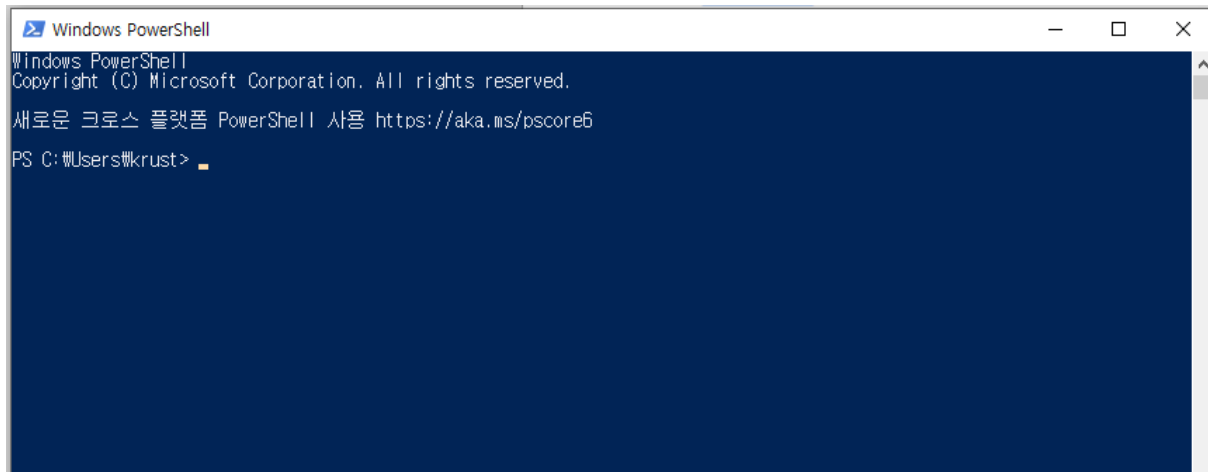 Windows PowerShell
Windows PowerShell
Copyright (C) Microsoft Corporation. All rights reserved.
새로운 크로스 플랫폼 PowerShell 사용 https://aka.ms/pscore6
PS C:₩Users₩krust>